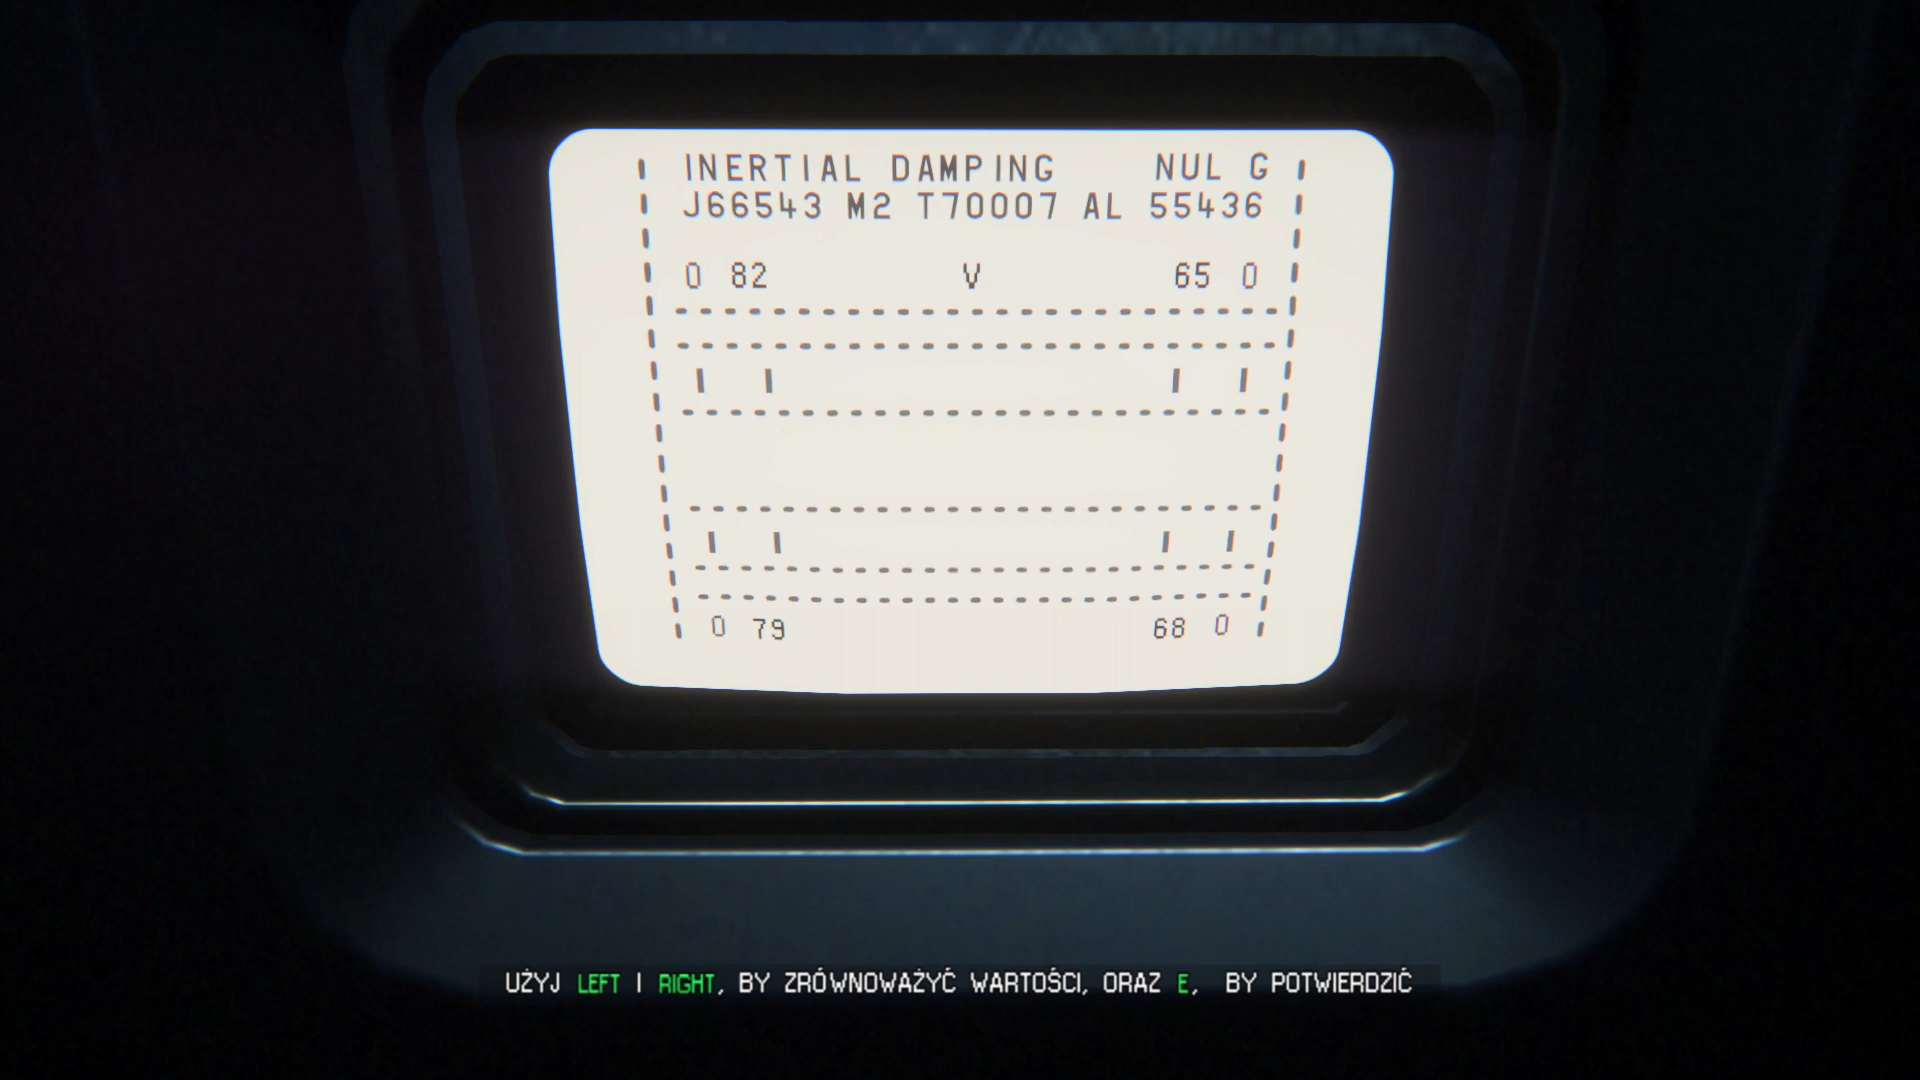 INERTIAL DAMPING NUL G
J66543 M2 T70007 AL 55436
0 82 V 65 0
0 79 68 0
UŻYJ LEFT I RIGHT, BY ZRÓWNOWAŻYĆ WARTOŚCI, ORAZ E, BY POTWIERDZIĆ